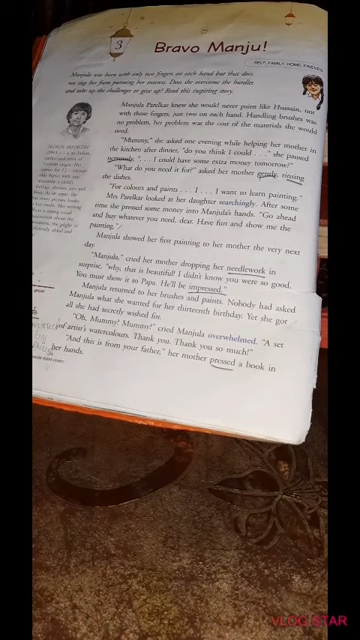 3
Bravo Manju!
SELF, FAMILY, HOME, FRIENDS
Manjula was born with only two fingers on each hand but that does
not stop her from pursuing her interest. Does she overcome the hurdles
and take up the challenges or give up? Read this inspiring story.
Manjula Patelkar knew she would never paint like Hussain, not
with those fingers, just two on each hand. Handling brushes was
no problem, her problem was the cost of the materials she would
need.
"Mummy," she asked one evening while helping her mother in
the kitchen after dinner, "do you think I could . . ." she paused
nervously. ". . . I could have some extra money tomorrow?"
"What do you need it for?" asked her mother gently, rinsing
the dishes.
"For colours and paints . . . I . . . I want to learn painting."
Mrs Patelkar looked at her daughter searchingly. After some
time she pressed some money into Manjula's hands. "Go ahead
and buy whatever you need, dear. Have fun and show me the
painting."
Manjula showed her first painting to her mother the very next
day.
"Manjula," cried her mother dropping her needlework in
surprise, "why, that is beautiful! I didn't know you were so good.
You must show it to Papa. He'll be impressed."
Manjula returned to her brushes and paints. Nobody had asked
Manjula what she wanted for her thirteenth birthday. Yet she got
all she had secretly wished for.
"Oh, Mummy! Mummy!" cried Manjula overwhelmed. "A set
of artist's watercolours. Thank you. Thank you so much!"
"And this is from your father," her mother pressed a book in
her hands.
VLOG STAR